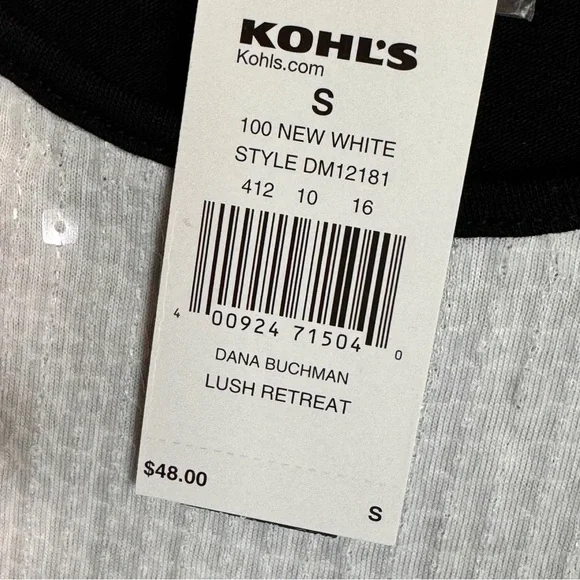 KOHL'S
Kohls.com
S
100 NEW WHITE
STYLE DM12181
412 10 16
4 00924 71504 0
DANA BUCHMAN
LUSH RETREAT
$48.00
S